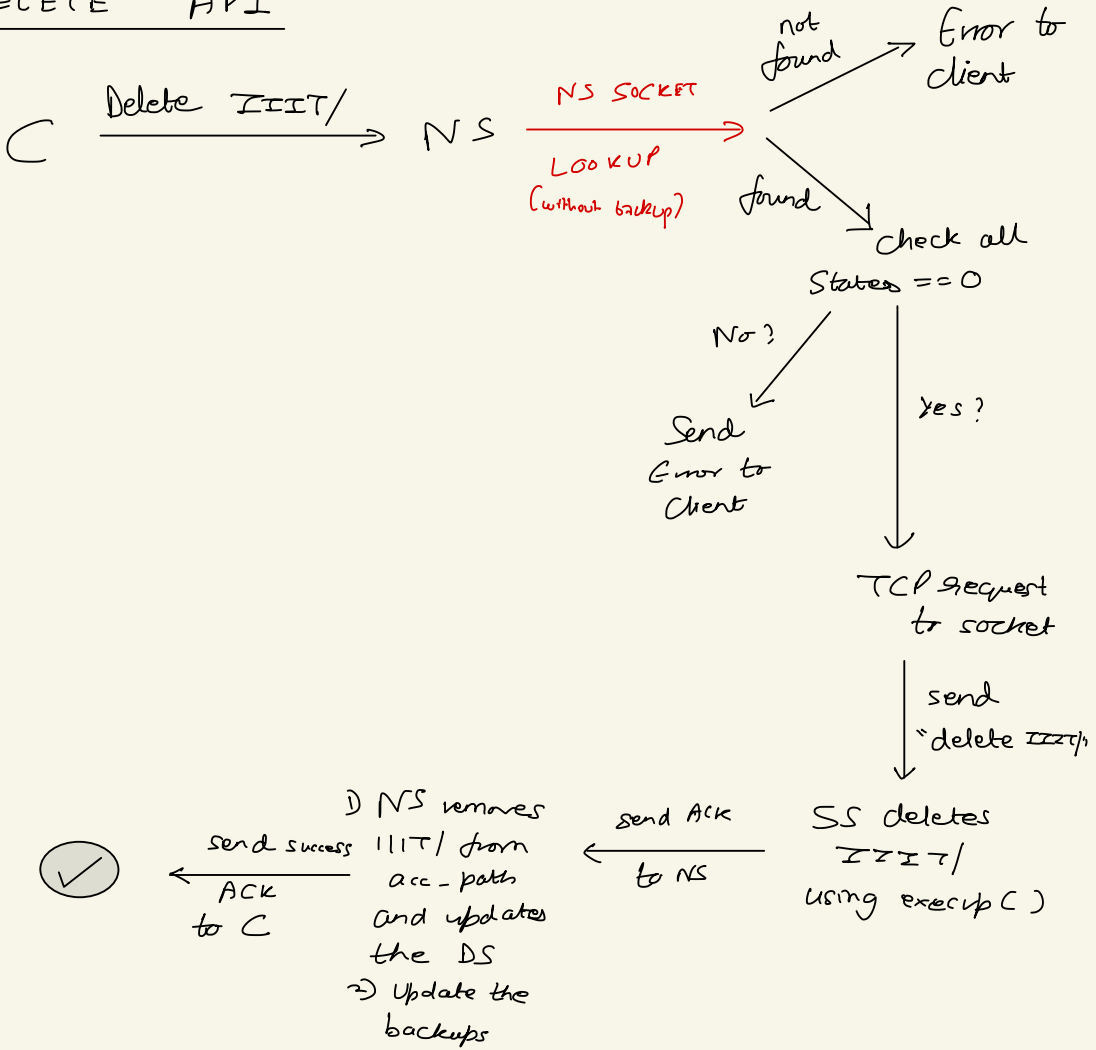 API
C
Delete IIIT/
NS
NS SOCKET
LOOKUP
(without backup)
not
found
Error to
client
found
check all
States == 0
No?
Send
Error to
Client
Yes?
TCP request
to socket
send
"delete IIIT/"
SS deletes
IIIT/
using execvp()
send ACK
to NS
1) NS removes
IIIT/ from
acc_path
and updates
the DS
2) Update the
backups
send success
ACK
to C